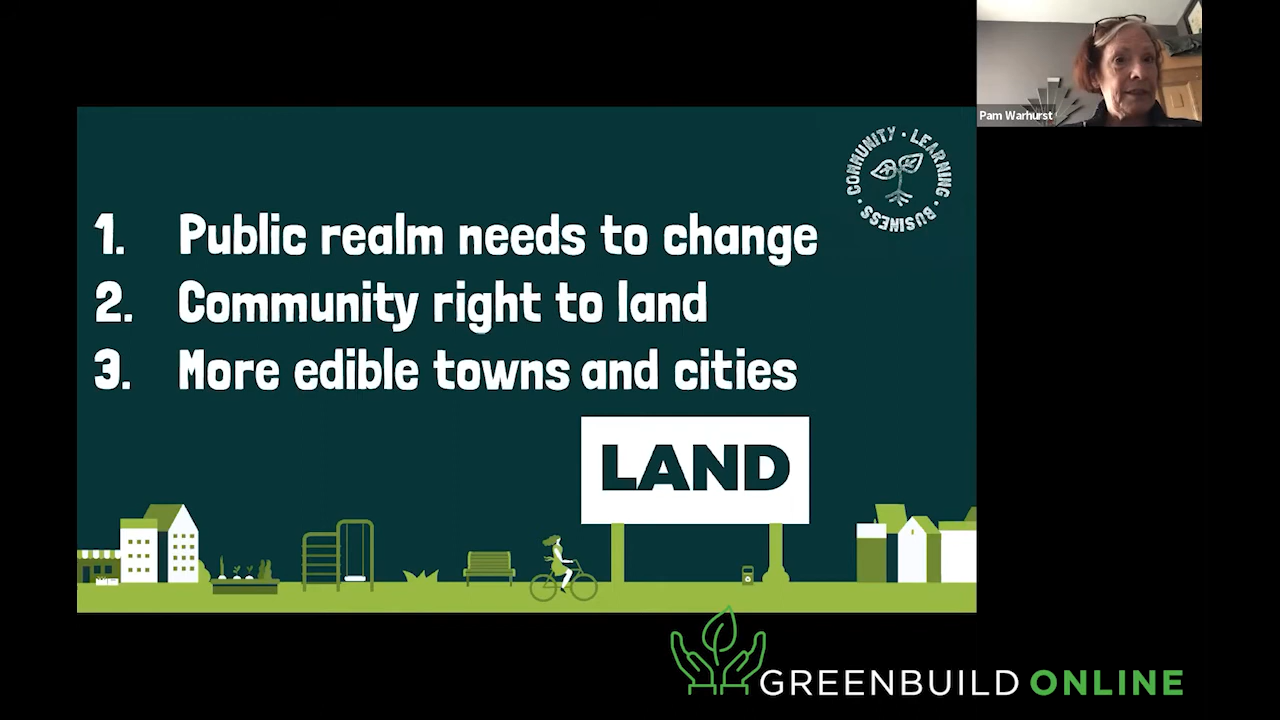 Pam Warhurst
COMMUNITY · LEARNING · BUSINESS ·
1. Public realm needs to change
2. Community right to land
3. More edible towns and cities
LAND
GREENBUILD ONLINE